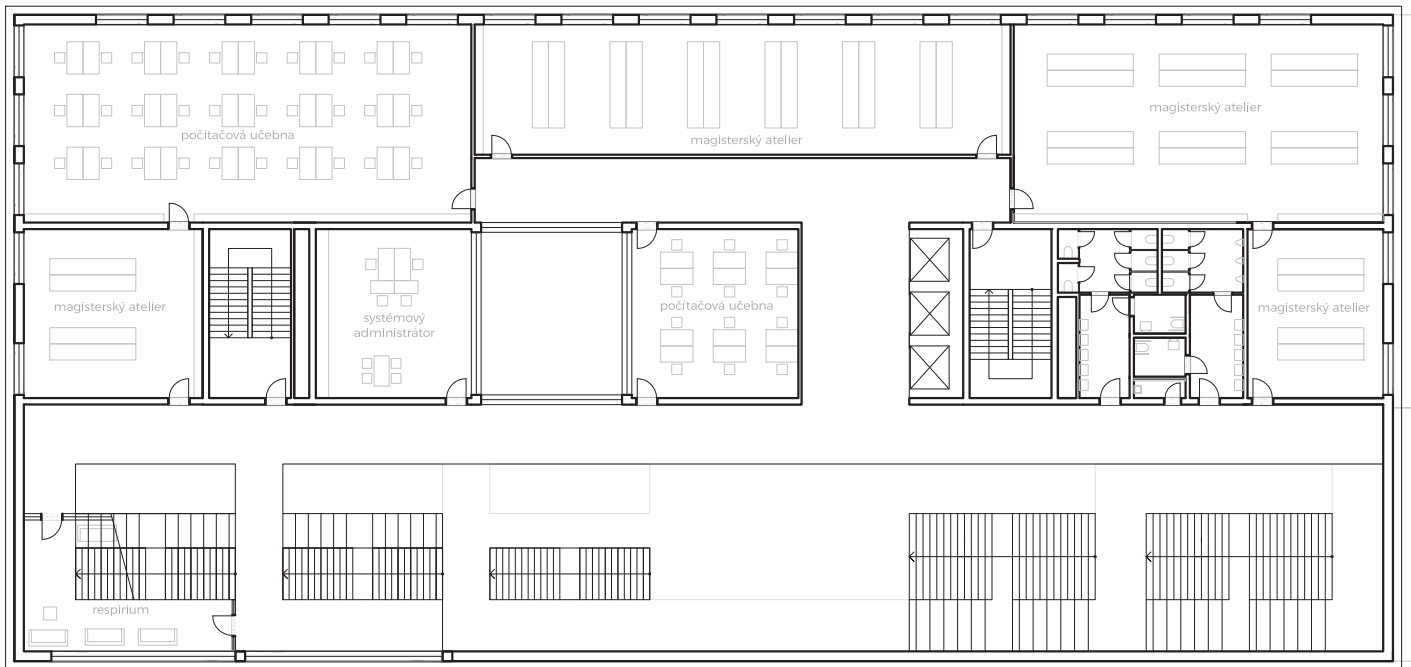 počítačová učebna
magisterský atelier
magisterský atelier
magisterský atelier
systémový
administrátor
počítačová učebna
magisterský atelier
respirium